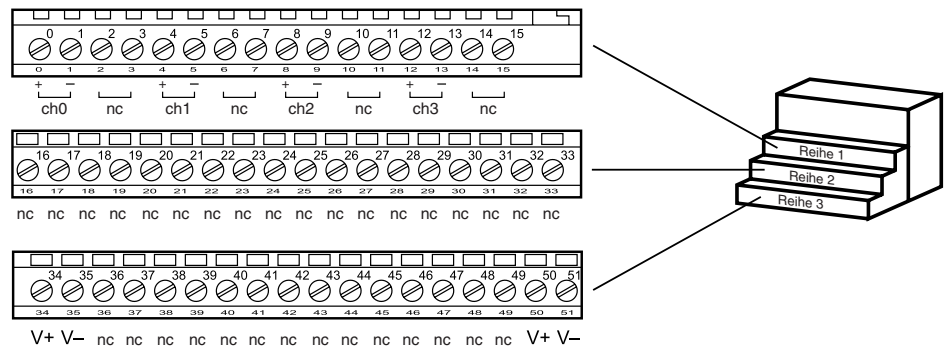 0 1 2 3 4 5 6 7 8 9 10 11 12 13 14 15
0 1 2 3 4 5 6 7 8 9 10 11 12 13 14 15
+ − + − + − + −
ch0 nc ch1 nc ch2 nc ch3 nc
16 17 18 19 20 21 22 23 24 25 26 27 28 29 30 31 32 33
16 17 18 19 20 21 22 23 24 25 26 27 28 29 30 31 32 33
nc nc nc nc nc nc nc nc nc nc nc nc nc nc nc nc nc nc
34 35 36 37 38 39 40 41 42 43 44 45 46 47 48 49 50 51
34 35 36 37 38 39 40 41 42 43 44 45 46 47 48 49 50 51
V+ V− nc nc nc nc nc nc nc nc nc nc nc nc nc nc V+ V−
Reihe 1
Reihe 2
Reihe 3